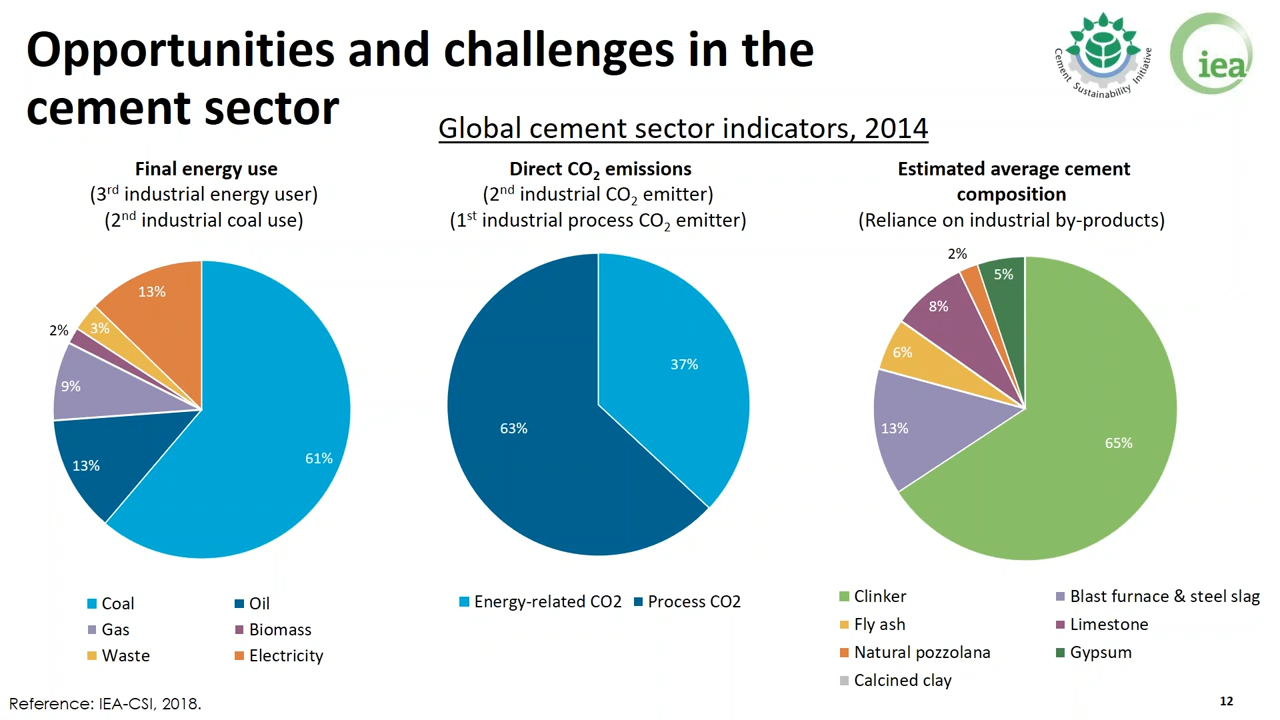 Opportunities and challenges in the
cement sector
Cement Sustainability Initiative
iea
Global cement sector indicators, 2014
Final energy use
(3rd industrial energy user)
(2nd industrial coal use)
13%
3%
2%
9%
13%
61%
Coal
Oil
Gas
Biomass
Waste
Electricity
Direct CO2 emissions
(2nd industrial CO2 emitter)
(1st industrial process CO2 emitter)
37%
63%
Energy-related CO2
Process CO2
Estimated average cement
composition
(Reliance on industrial by-products)
2%
5%
8%
6%
13%
65%
Clinker
Blast furnace & steel slag
Fly ash
Limestone
Natural pozzolana
Gypsum
Calcined clay
Reference: IEA-CSI, 2018.
12